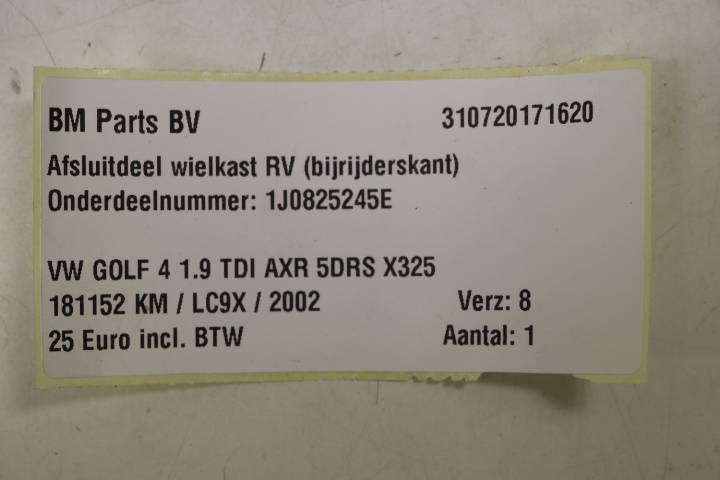 BM Parts BV 310720171620
Afsluitdeel wielkast RV (bijrijderskant)
Onderdeelnummer: 1J0825245E
VW GOLF 4 1.9 TDI AXR 5DRS X325
181152 KM / LC9X / 2002 Verz: 8
25 Euro incl. BTW Aantal: 1